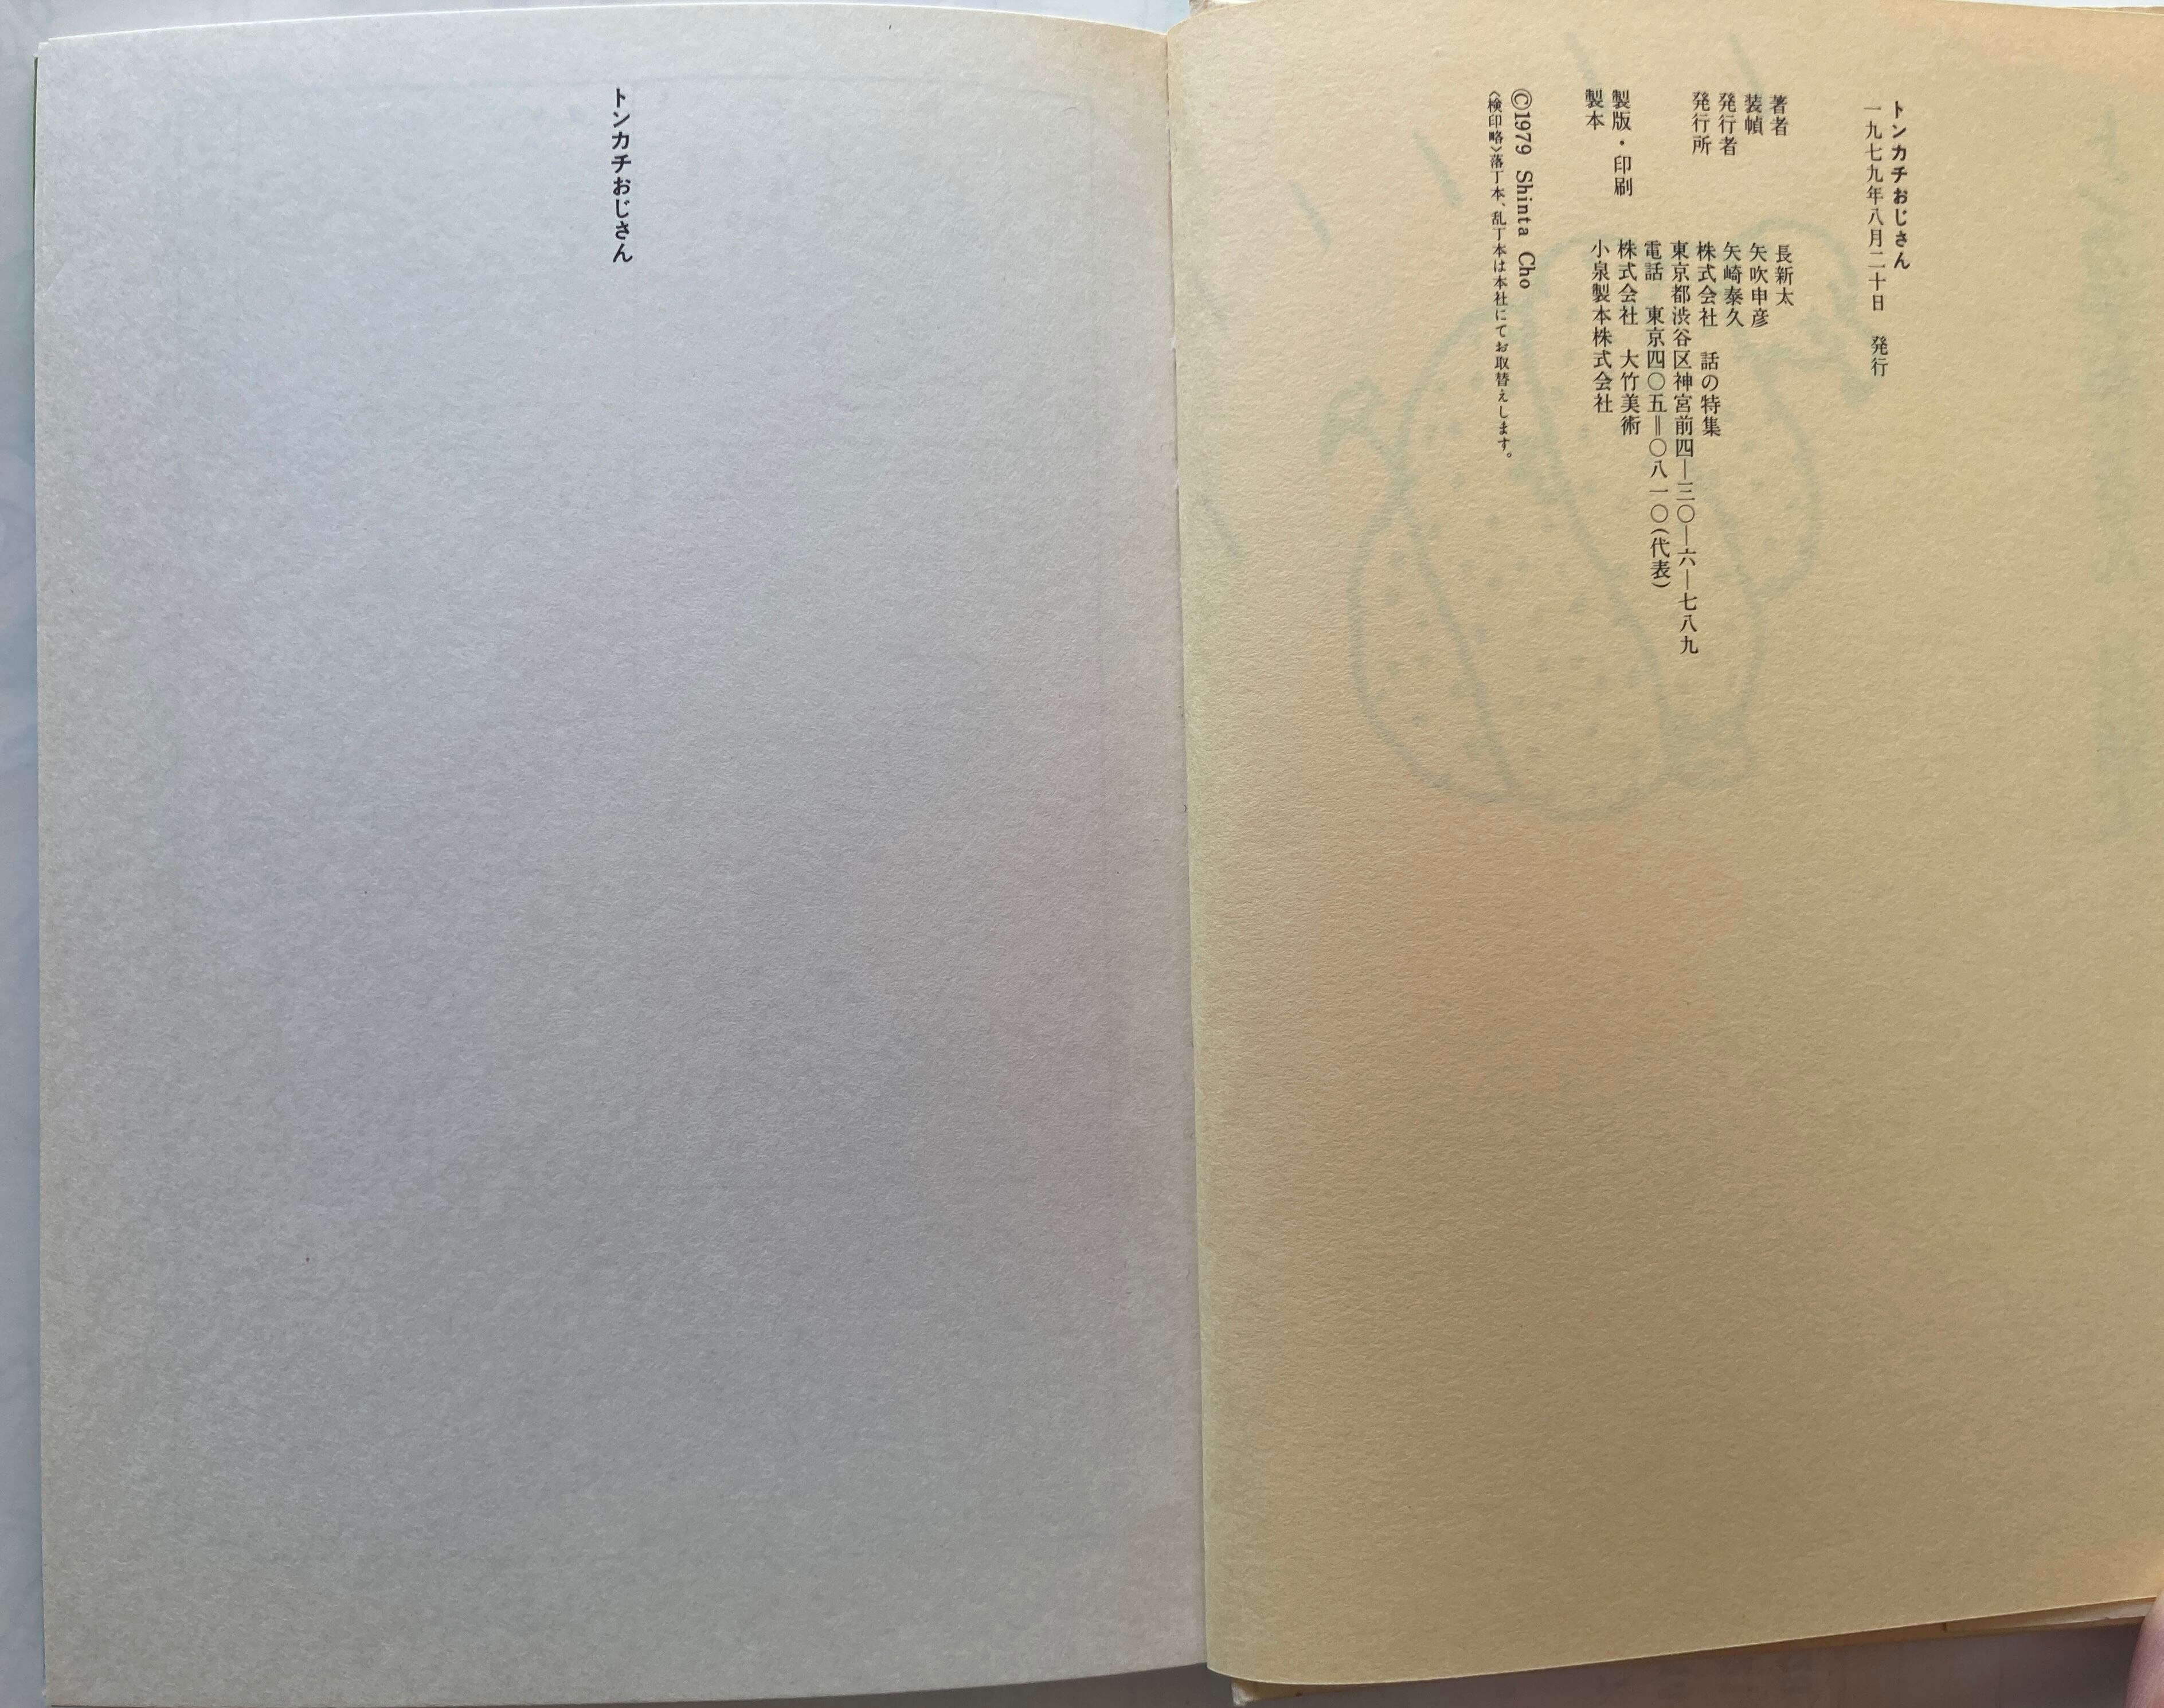 トンカチおじさん
一九七九年八月二十日 発行
著者 長新太
装幀 矢吹申彦
発行者 矢崎泰久
発行所 株式会社 話の特集
東京都渋谷区神宮前四―三〇―六―七八九
電話 東京四〇五＝〇八一〇(代表)
製版・印刷 株式会社 大竹美術
製本 小泉製本株式会社
©1979 Shinta Cho
〈検印略〉落丁本、乱丁本は本社にてお取替えします。
トンカチおじさん